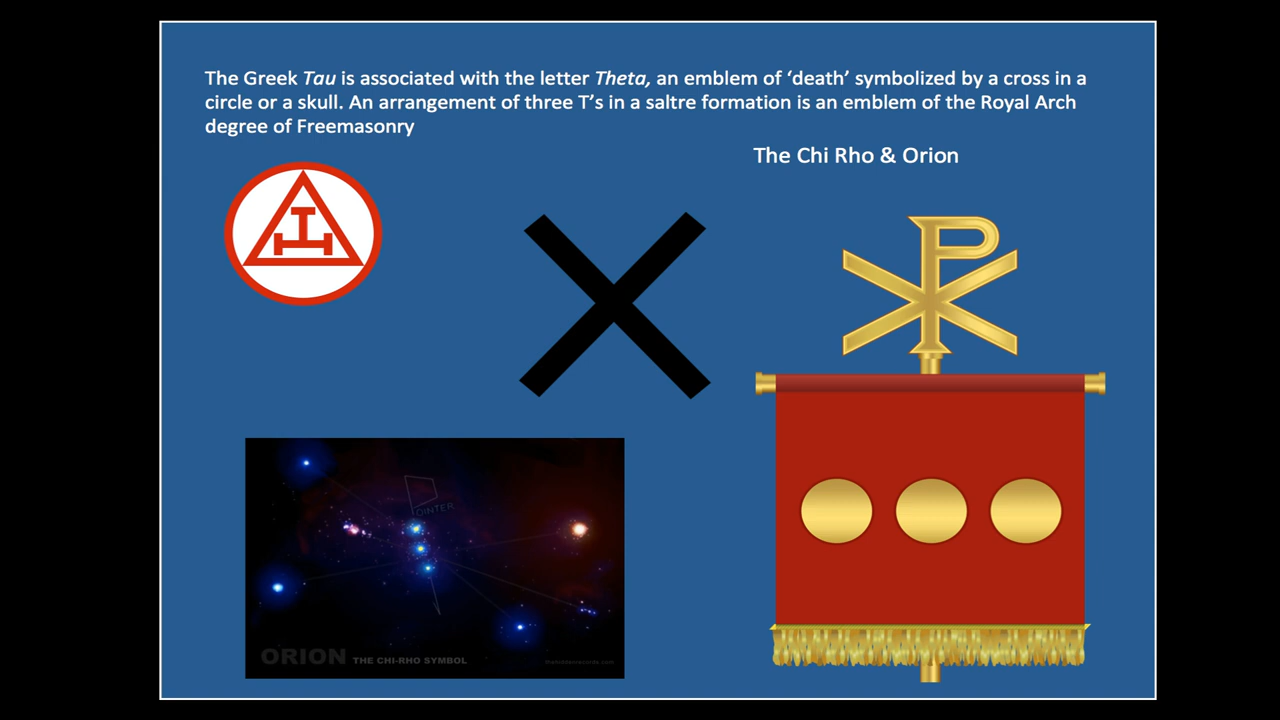 The Greek Tau is associated with the letter Theta, an emblem of ‘death’ symbolized by a cross in a
circle or a skull. An arrangement of three T’s in a saltre formation is an emblem of the Royal Arch
degree of Freemasonry
The Chi Rho & Orion
OINTER
ORION THE CHI-RHO SYMBOL